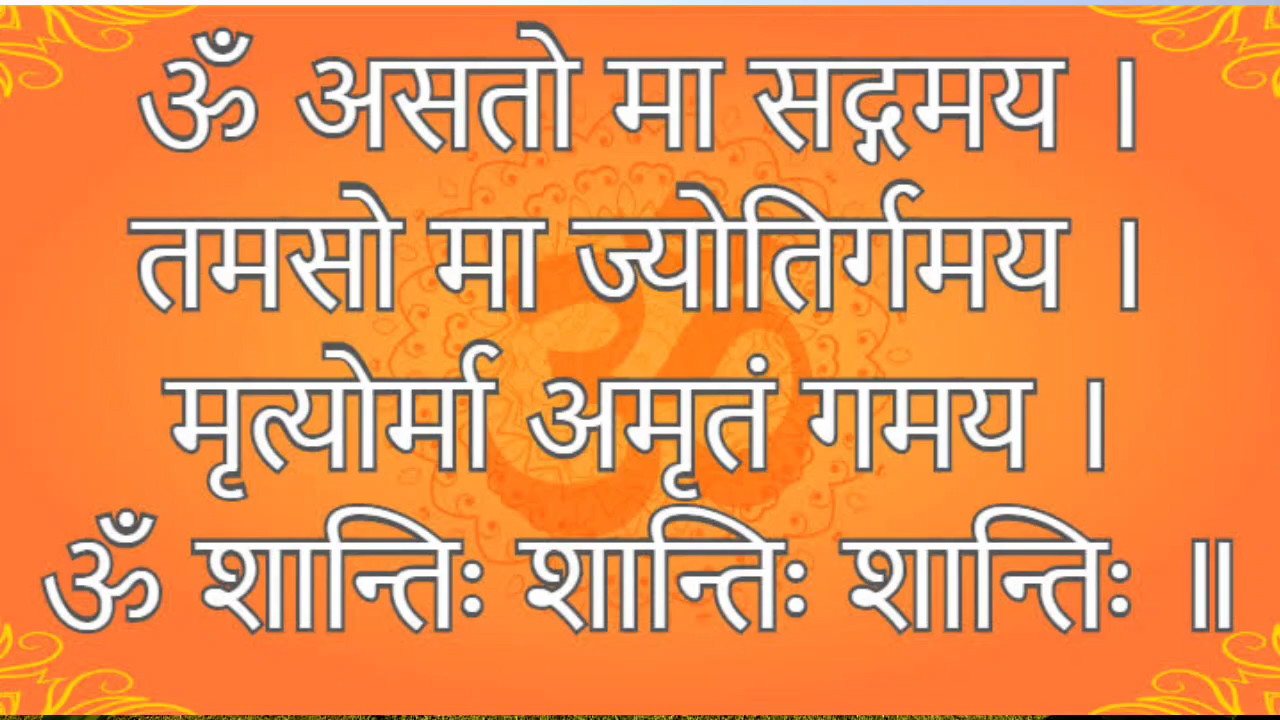 ॐ असतो मा सद्गमय ।
तमसो मा ज्योतिर्गमय ।
मृत्योर्मा अमृतं गमय ।
ॐ शान्तिः शान्तिः शान्तिः ॥